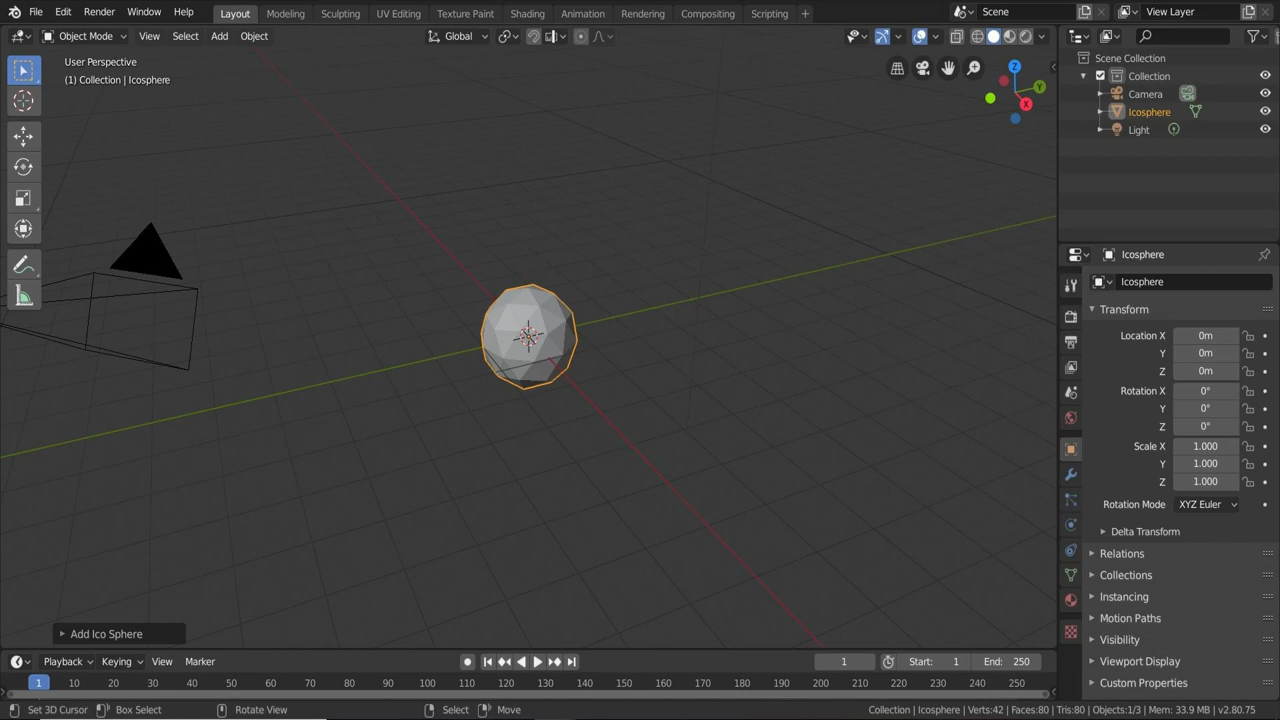 File Edit Render Window Help Layout Modeling Sculpting UV Editing Texture Paint Shading Animation Rendering Compositing Scripting + Scene View Layer
Object Mode View Select Add Object Global
User Perspective
(1) Collection | Icosphere
Z
Y
X
Scene Collection
Collection
Camera
Icosphere
Light
Icosphere
Icosphere
Transform
Location X 0m
Y 0m
Z 0m
Rotation X 0°
Y 0°
Z 0°
Scale X 1.000
Y 1.000
Z 1.000
Rotation Mode XYZ Euler
Delta Transform
Relations
Collections
Instancing
Motion Paths
Visibility
Viewport Display
Custom Properties
Add Ico Sphere
Playback Keying View Marker 1 Start: 1 End: 250
1 10 20 30 40 50 60 70 80 90 100 110 120 130 140 150 160 170 180 190 200 210 220 230 240 250
Set 3D Cursor Box Select Rotate View Select Move Collection | Icosphere | Verts:42 | Faces:80 | Tris:80 | Objects:1/3 | Mem: 33.9 MB | v2.80.75